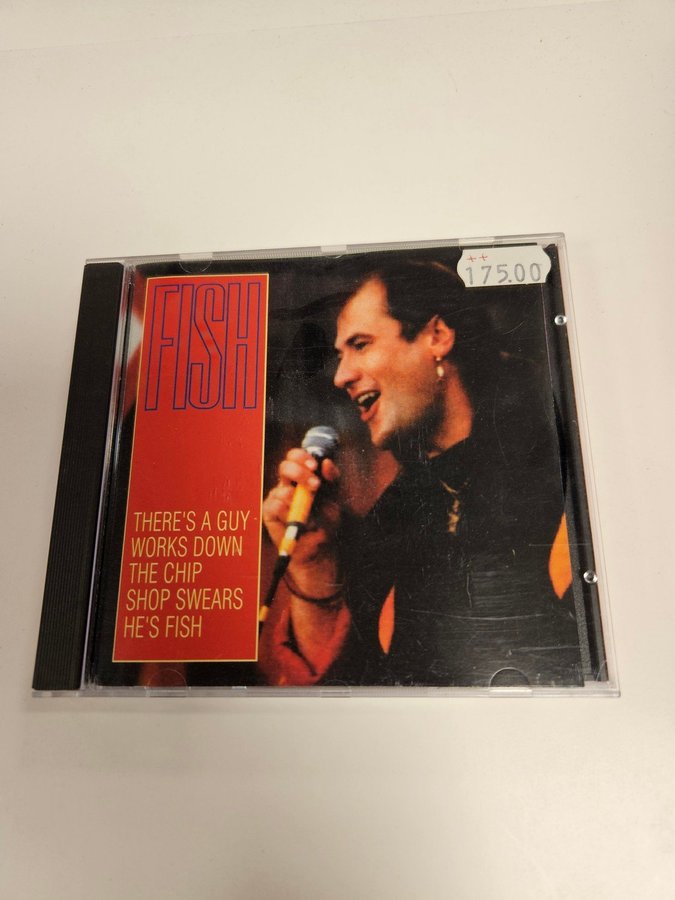 ++
175.00
FISH
THERE'S A GUY
WORKS DOWN
THE CHIP
SHOP SWEARS
HE'S FISH